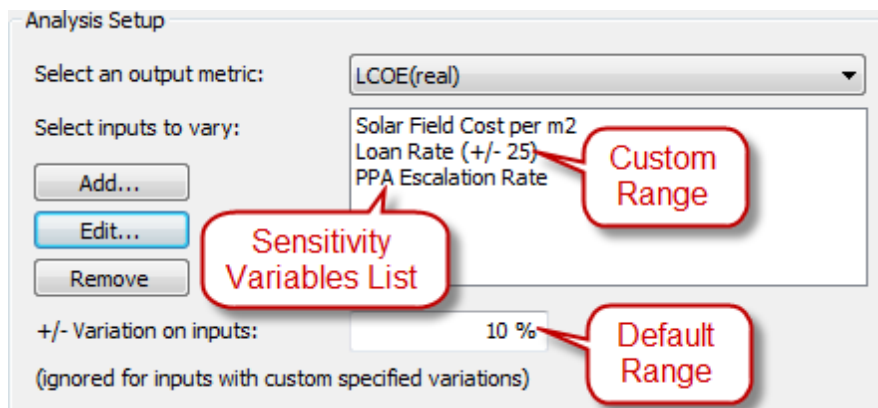 Analysis Setup
Select an output metric:
LCOE(real)
Select inputs to vary:
Solar Field Cost per m2
Loan Rate (+/- 25)
PPA Escalation Rate
Custom
Range
Add...
Edit...
Remove
Sensitivity
Variables List
+/- Variation on inputs:
10 %
Default
Range
(ignored for inputs with custom specified variations)